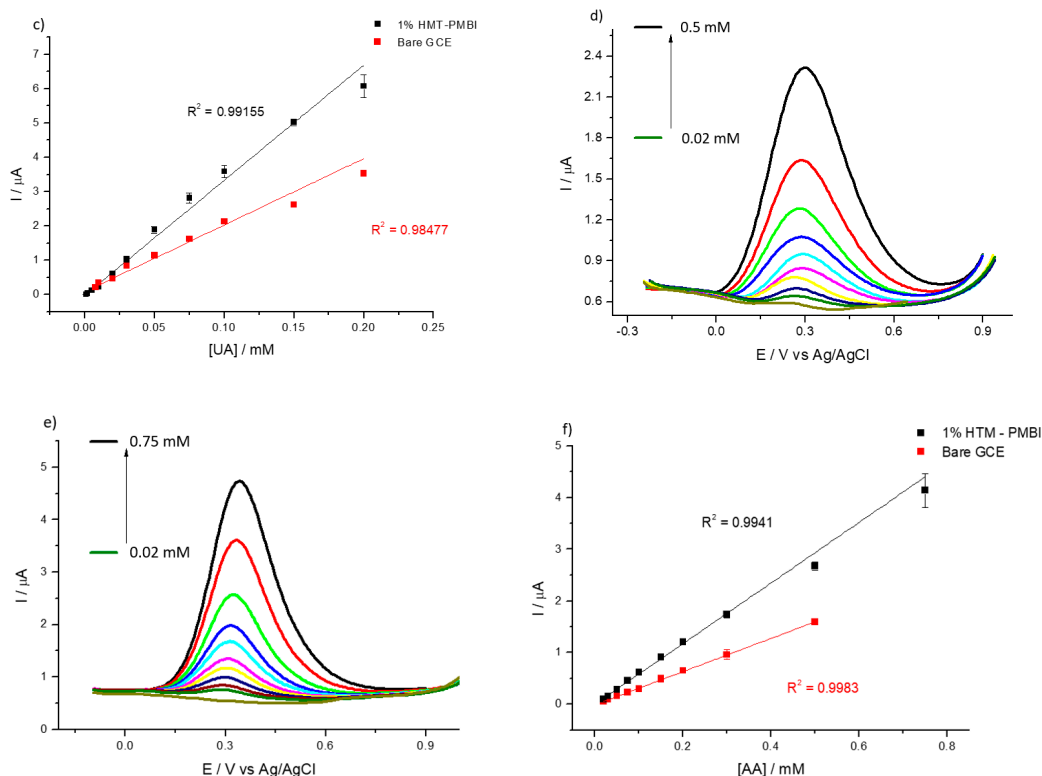 c)
1% HMT-PMBI
Bare GCE
7
6
5
4
3
2
1
0
I / µA
R² = 0.99155
R² = 0.98477
0.00
0.05
0.10
0.15
0.20
0.25
[UA] / mM
d)
0.5 mM
0.02 mM
2.4
2.1
1.8
1.5
1.2
0.9
0.6
I / µA
-0.3
0.0
0.3
0.6
0.9
E / V vs Ag/AgCl
e)
0.75 mM
0.02 mM
5
4
3
2
1
0
I / µA
0.0
0.3
0.6
0.9
E / V vs Ag/AgCl
f)
1% HTM - PMBI
Bare GCE
5
4
3
2
1
0
I / µA
R² = 0.9941
R² = 0.9983
0.0
0.2
0.4
0.6
0.8
[AA] / mM